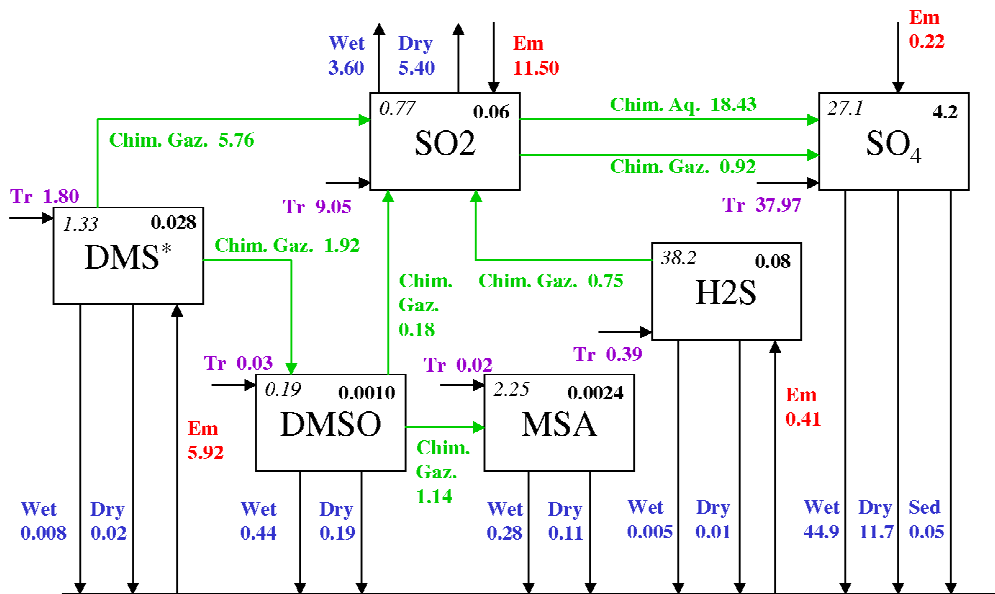 Wet Dry
3.60 5.40
Em
11.50
Em
0.22
0.77 0.06
SO2
Chim. Aq. 18.43
Chim. Gaz. 0.92
27.1 4.2
SO4
Chim. Gaz. 5.76
Tr 1.80
Tr 9.05
Tr 37.97
1.33 0.028
DMS*
Chim. Gaz. 1.92
Chim.
Gaz.
0.18
Chim. Gaz. 0.75
38.2 0.08
H2S
Tr 0.39
Tr 0.03
Tr 0.02
0.19 0.0010
DMSO
2.25 0.0024
MSA
Em
5.92
Chim.
Gaz.
1.14
Em
0.41
Wet Dry
0.008 0.02
Wet Dry
0.44 0.19
Wet Dry
0.28 0.11
Wet Dry
0.005 0.01
Wet Dry Sed
44.9 11.7 0.05